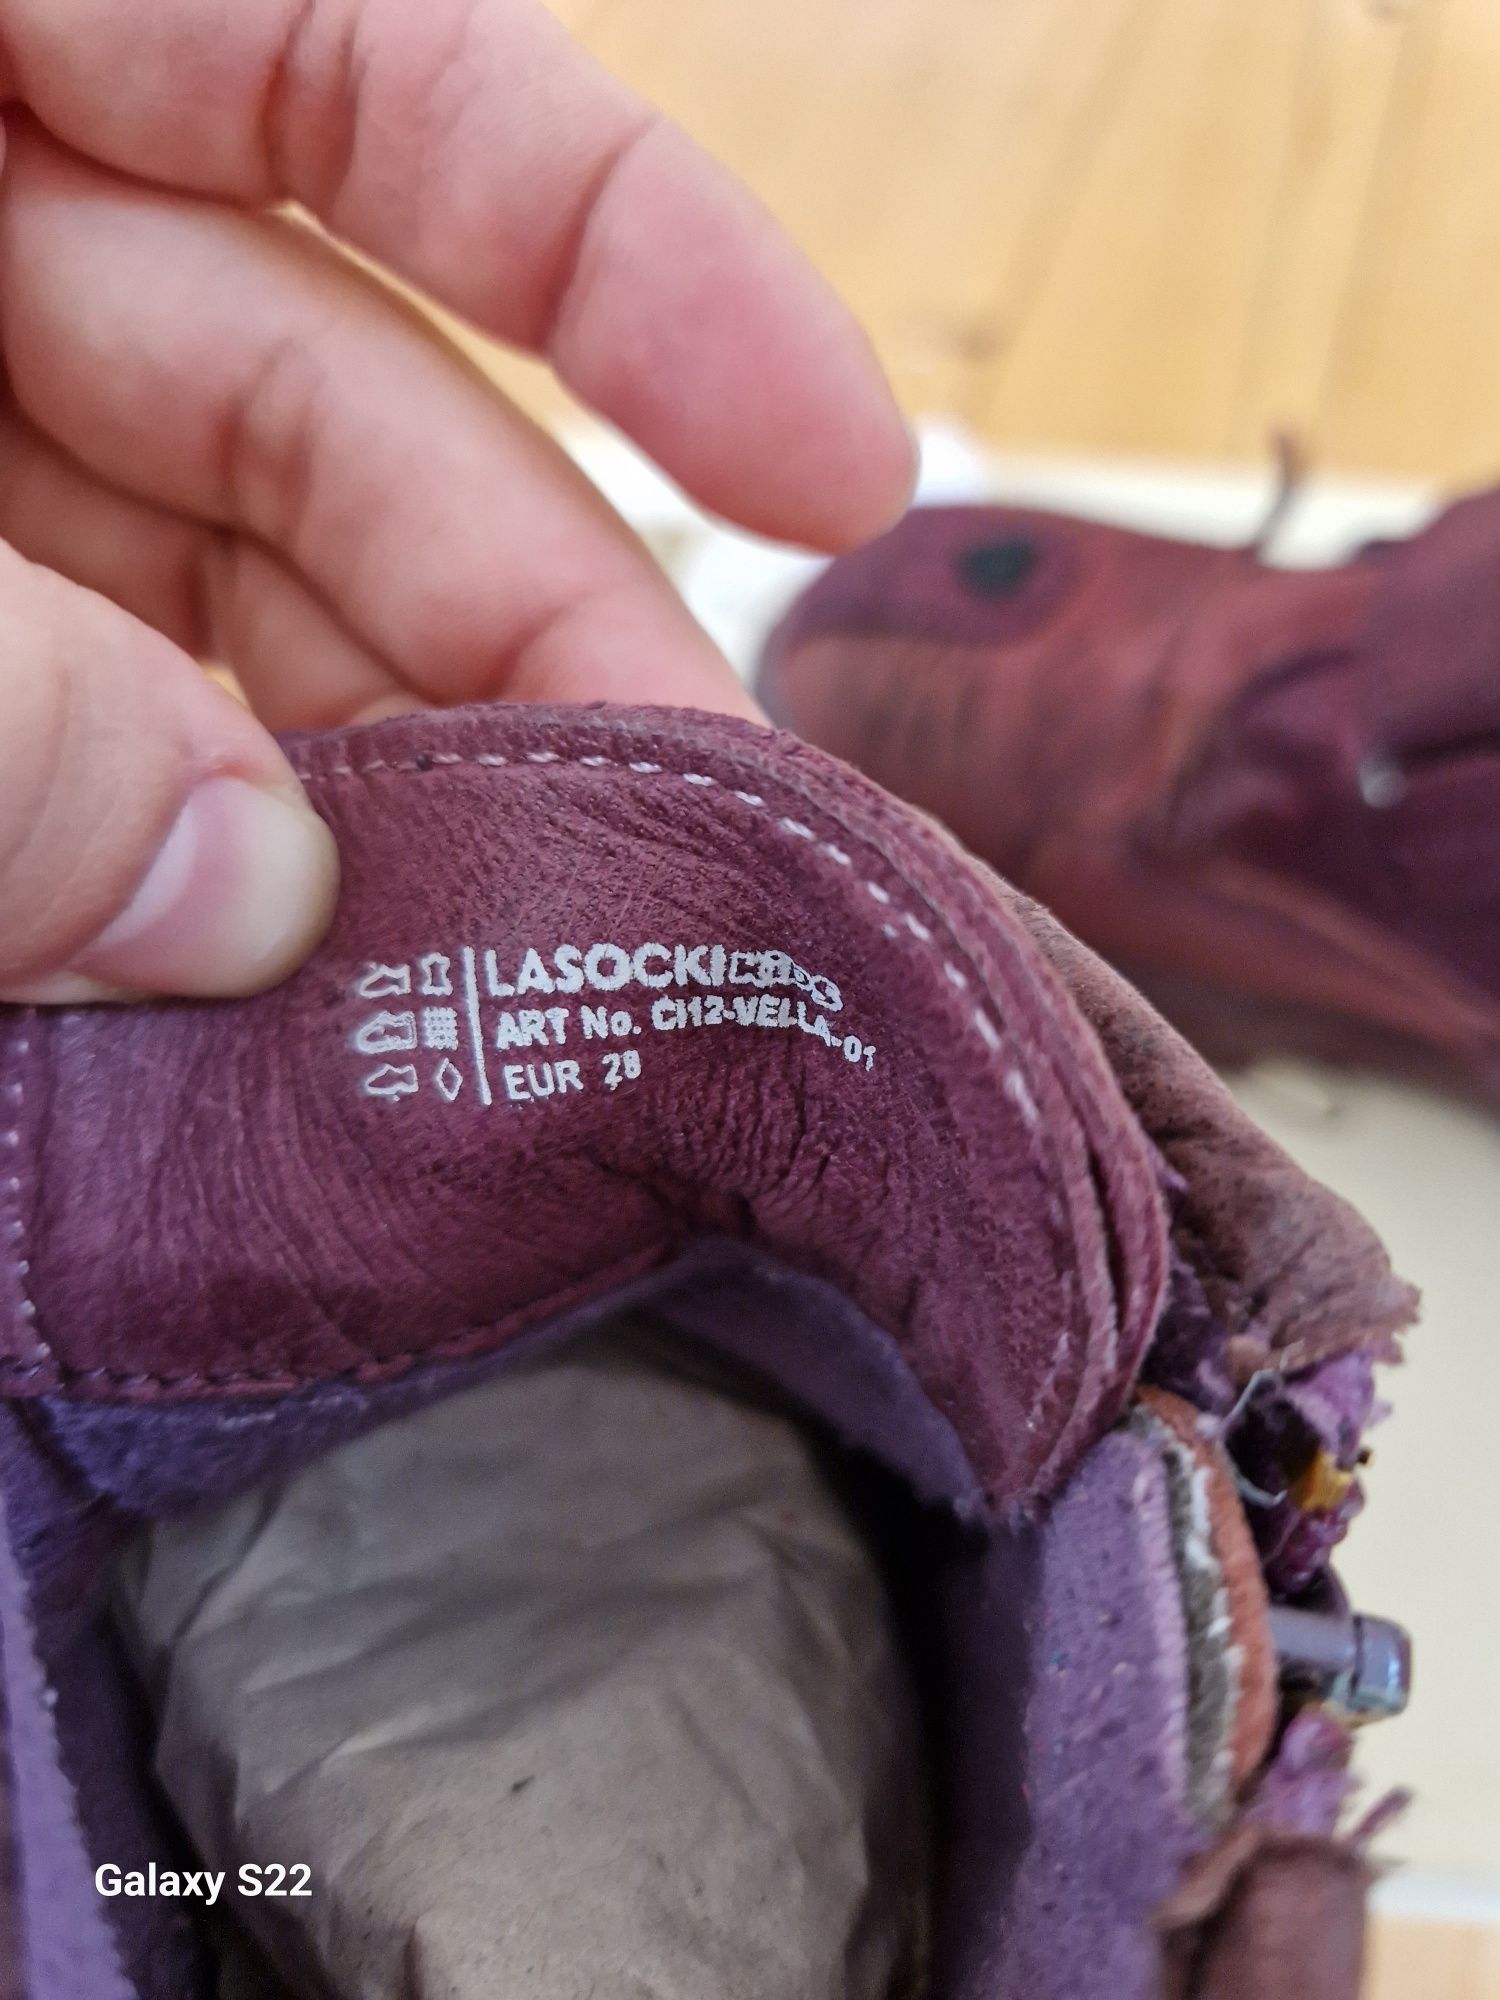 LASOCKI KIDS
ART No. CI12-VELLA-01
EUR 28
Galaxy S22